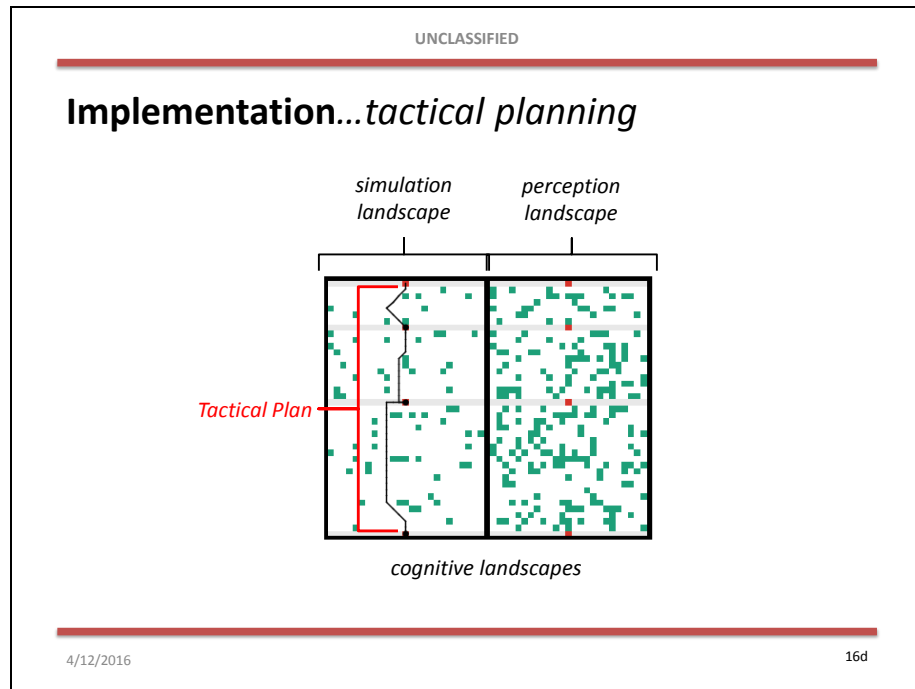 UNCLASSIFIED
Implementation...tactical planning
simulation
landscape
perception
landscape
Tactical Plan
cognitive landscapes
4/12/2016
16d